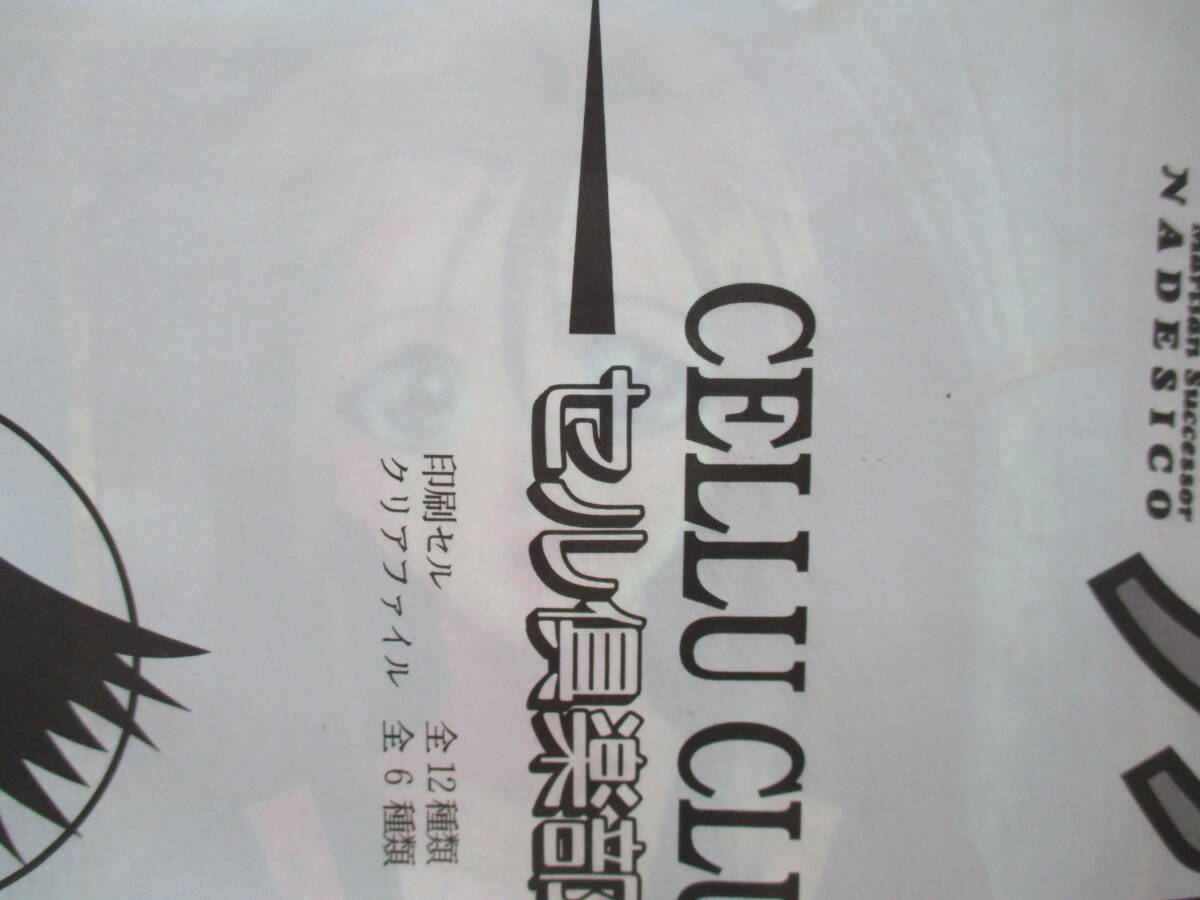 Martian Successor
NADESICO
CELLU CLU
セル倶楽部
印刷セル 全12種類
クリアファイル 全6種類